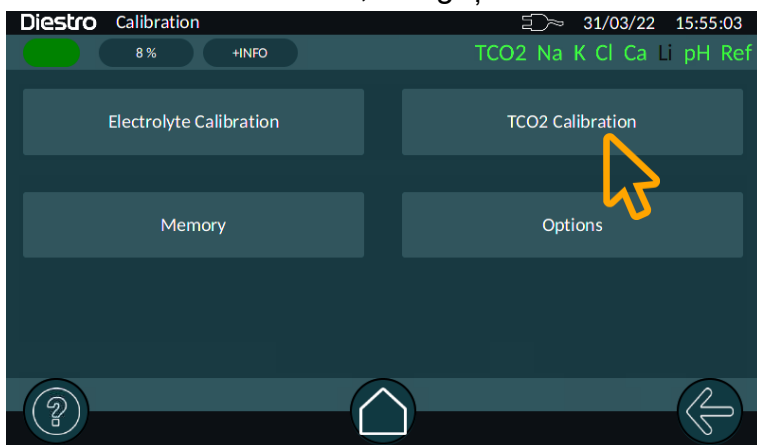 Diestro Calibration 31/03/22 15:55:03
8% +INFO TCO2 Na K Cl Ca Li pH Ref
Electrolyte Calibration TCO2 Calibration
Memory Options
?